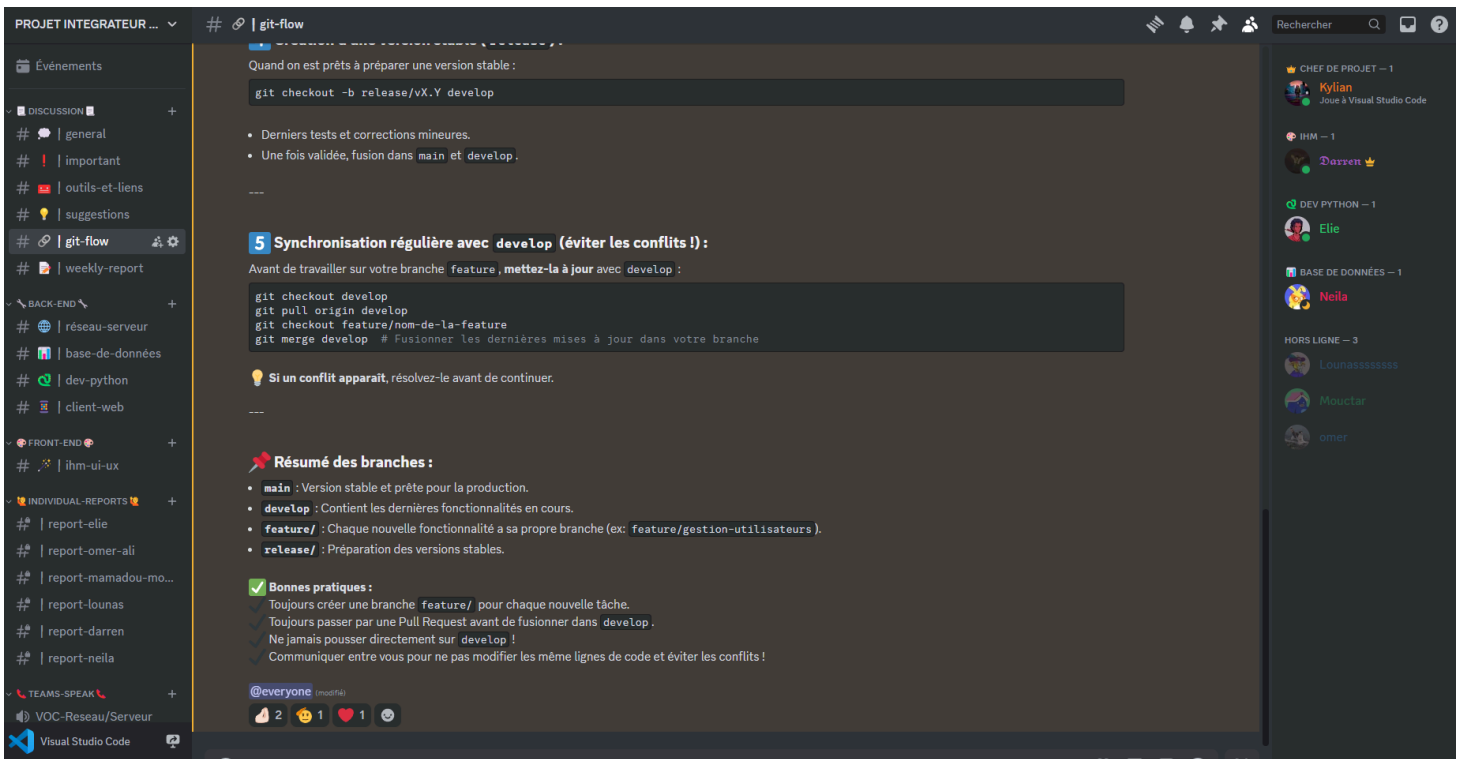 PROJET INTEGRATEUR ...
Événements
DISCUSSION
| general
| important
| outils-et-liens
| suggestions
| git-flow
| weekly-report
BACK-END
| réseau-serveur
| base-de-données
| dev-python
| client-web
FRONT-END
| ihm-ui-ux
INDIVIDUAL-REPORTS
| report-elie
| report-omer-ali
| report-mamadou-mo...
| report-lounas
| report-darren
| report-neila
TEAMS-SPEAK
VOC-Reseau/Serveur
Visual Studio Code
# | git-flow
Rechercher
Quand on est prêts à préparer une version stable :
git checkout -b release/vX.Y develop
• Derniers tests et corrections mineures.
• Une fois validée, fusion dans main et develop.
---
5 Synchronisation régulière avec develop (éviter les conflits !) :
Avant de travailler sur votre branche feature, mettez-la à jour avec develop :
git checkout develop
git pull origin develop
git checkout feature/nom-de-la-feature
git merge develop # Fusionner les dernières mises à jour dans votre branche
Si un conflit apparaît, résolvez-le avant de continuer.
---
Résumé des branches :
• main : Version stable et prête pour la production.
• develop : Contient les dernières fonctionnalités en cours.
• feature/ : Chaque nouvelle fonctionnalité a sa propre branche (ex: feature/gestion-utilisateurs).
• release/ : Préparation des versions stables.
Bonnes pratiques :
Toujours créer une branche feature/ pour chaque nouvelle tâche.
Toujours passer par une Pull Request avant de fusionner dans develop.
Ne jamais pousser directement sur develop !
Communiquer entre vous pour ne pas modifier les même lignes de code et éviter les conflits !
@everyone (modifié)
2 1 1
CHEF DE PROJET — 1
Kylian
Joue à Visual Studio Code
IHM — 1
𝕯𝖆𝖗𝖗𝖊𝖓
DEV PYTHON — 1
Elie
BASE DE DONNÉES — 1
Neila
HORS LIGNE — 3
Lounasssssss
Mouctar
omer